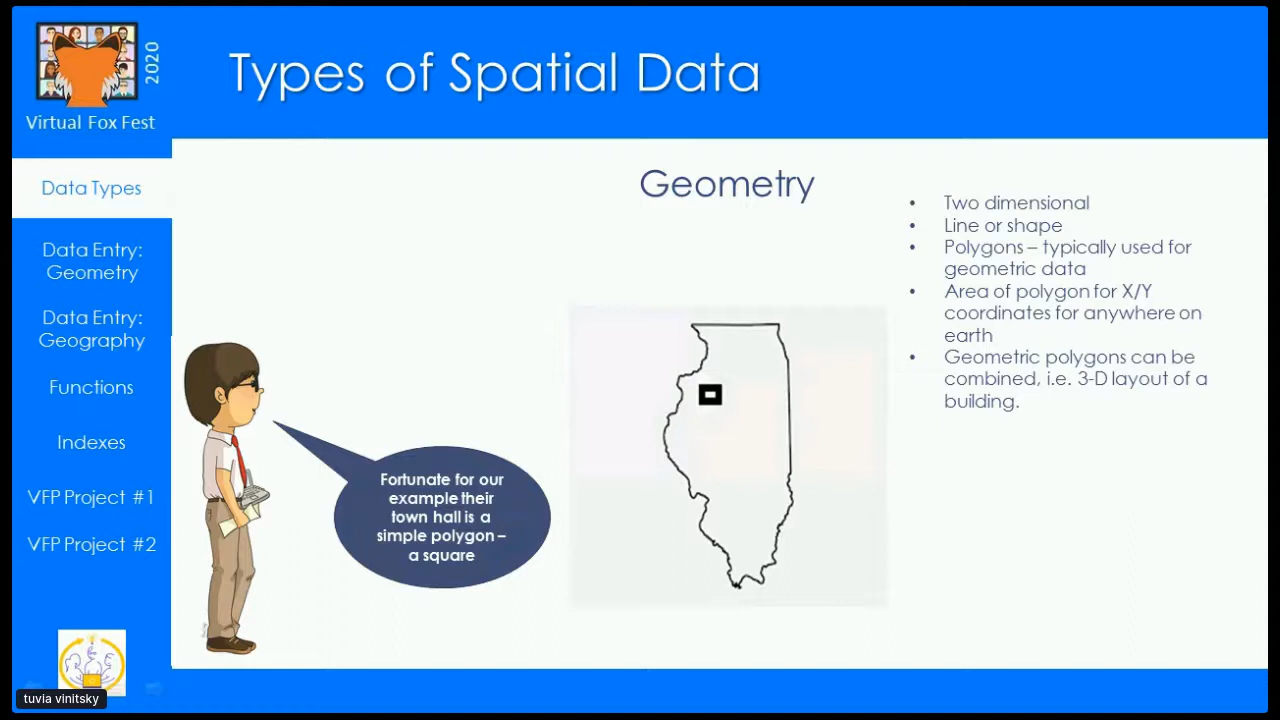 2020
Virtual Fox Fest
Types of Spatial Data
Data Types
Data Entry:
Geometry
Data Entry:
Geography
Functions
Indexes
VFP Project #1
VFP Project #2
Geometry
• Two dimensional
• Line or shape
• Polygons – typically used for
geometric data
• Area of polygon for X/Y
coordinates for anywhere on
earth
• Geometric polygons can be
combined, i.e. 3-D layout of a
building.
Fortunate for our
example their
town hall is a
simple polygon –
a square
tuvia vinitsky